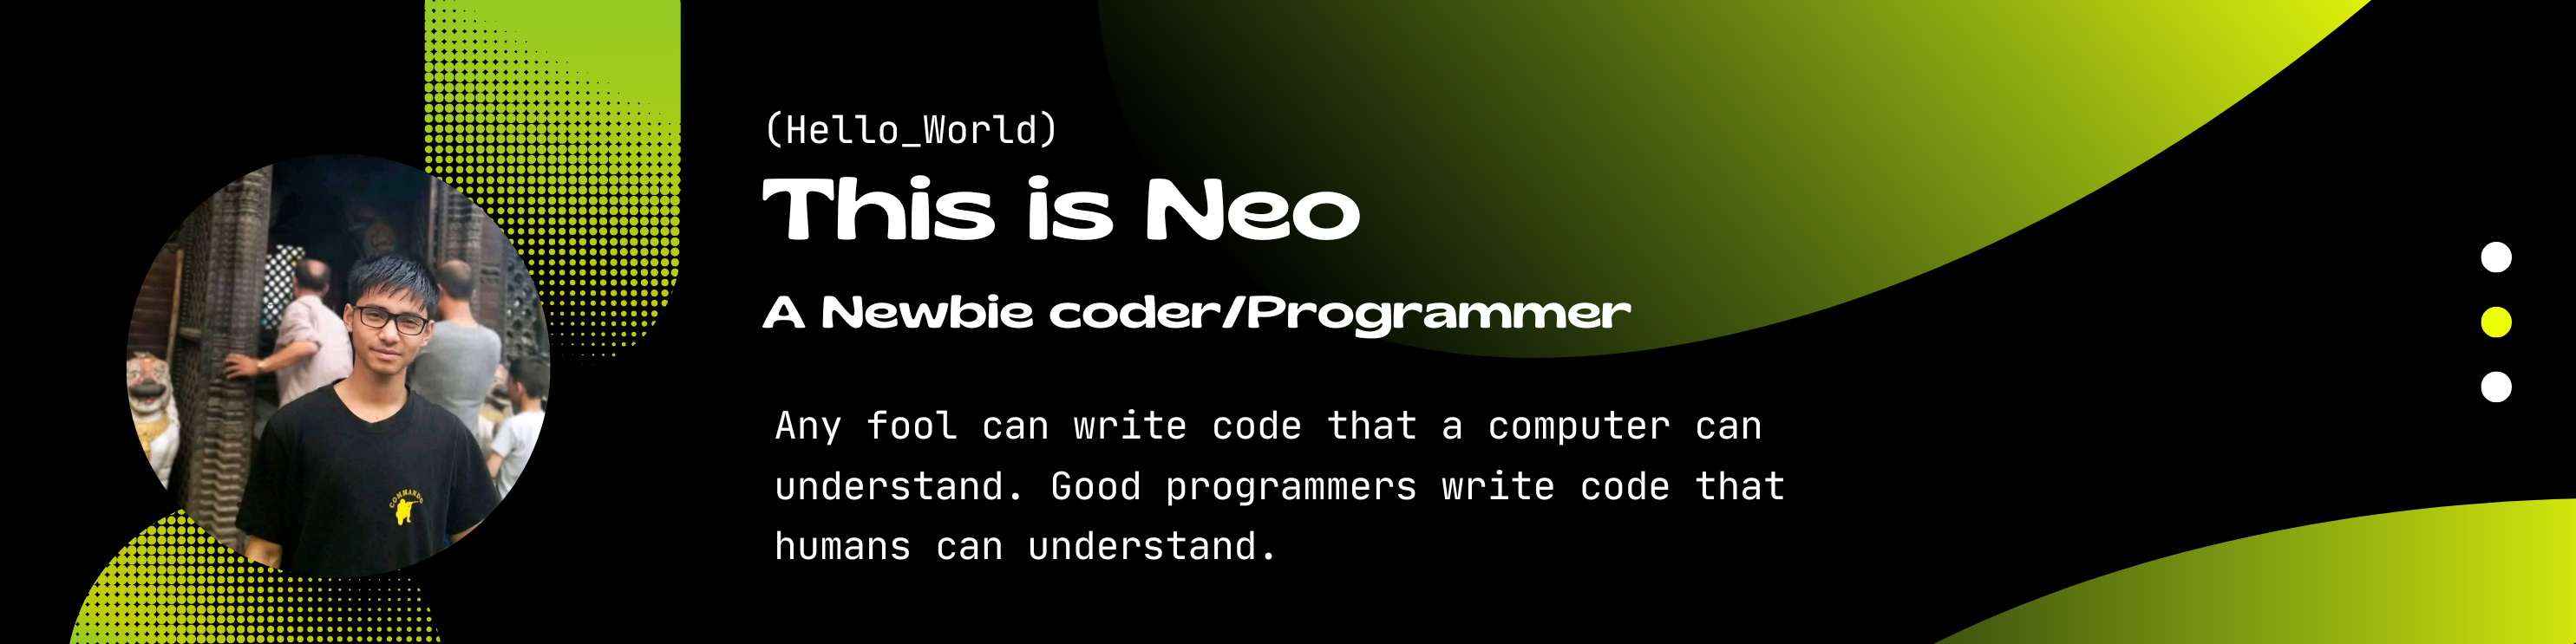 (Hello_World)
This is Neo
A Newbie coder/Programmer
Any fool can write code that a computer can
understand. Good programmers write code that
humans can understand.
COMMANDO